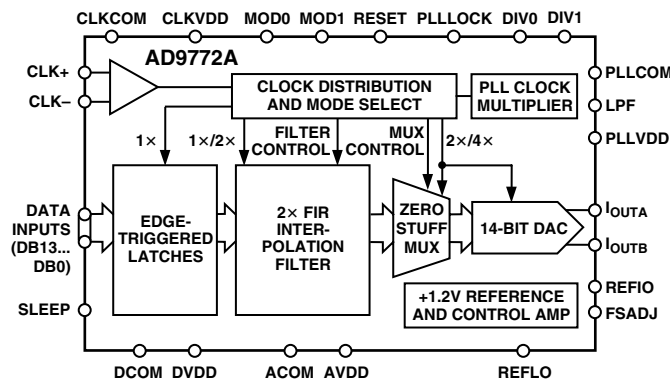 CLKCOM CLKVDD MOD0 MOD1 RESET PLLLOCK DIV0 DIV1
AD9772A
CLK+
CLK–
CLOCK DISTRIBUTION
AND MODE SELECT
PLL CLOCK
MULTIPLIER
PLLCOM
LPF
PLLVDD
1×
1×/2×
FILTER
CONTROL
MUX
CONTROL
2×/4×
DATA
INPUTS
(DB13...
DB0)
EDGE-
TRIGGERED
LATCHES
2× FIR
INTER-
POLATION
FILTER
ZERO
STUFF
MUX
14-BIT DAC
IOUTA
IOUTB
SLEEP
+1.2V REFERENCE
AND CONTROL AMP
REFIO
FSADJ
DCOM DVDD ACOM AVDD REFLO